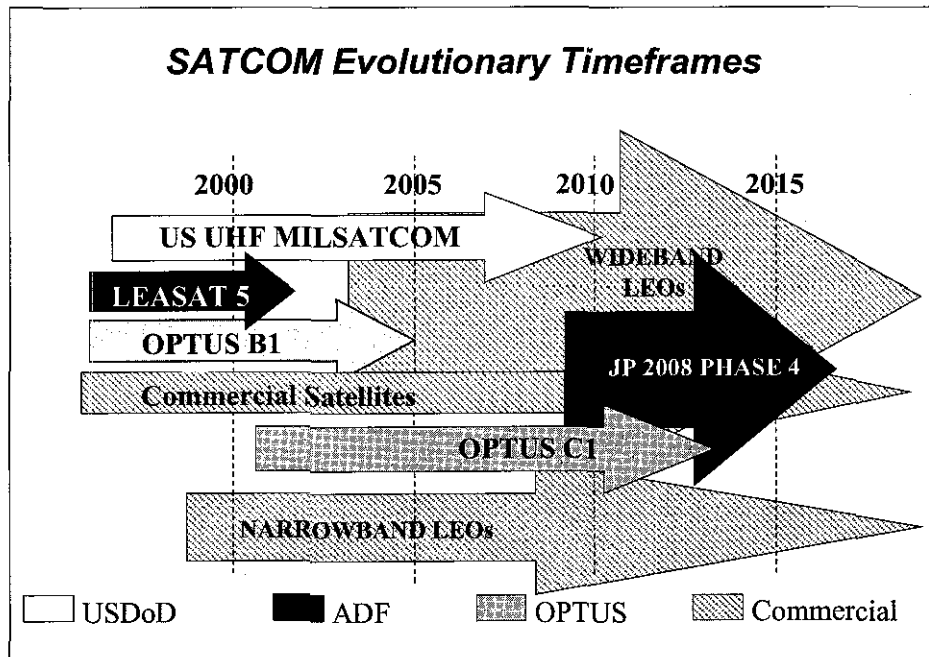 SATCOM Evolutionary Timeframes
2000 2005 2010 2015
US UHF MILSATCOM
WIDEBAND
LEOs
LEASAT 5
OPTUS B1
JP 2008 PHASE 4
Commercial Satellites
OPTUS C1
NARROWBAND LEOs
USDoD ADF OPTUS Commercial